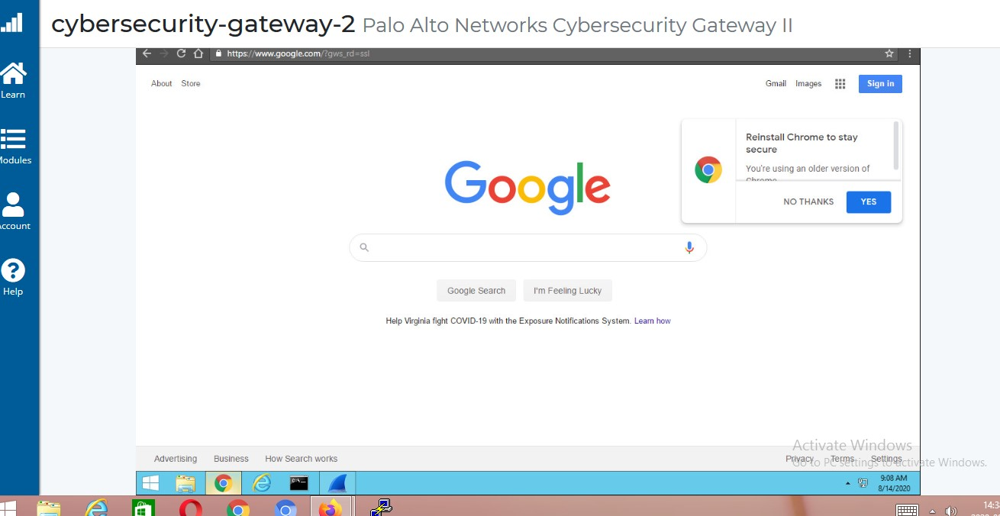 cybersecurity-gateway-2 Palo Alto Networks Cybersecurity Gateway II
https://www.google.com/?gws_rd=ssl
Learn
Modules
Account
Help
About Store
Gmail Images Sign in
Reinstall Chrome to stay
secure
You're using an older version of
Chrome
NO THANKS YES
Google
Google Search I'm Feeling Lucky
Help Virginia fight COVID-19 with the Exposure Notifications System. Learn how
Activate Windows
Go to PC settings to activate Windows.
Advertising Business How Search works
Privacy Terms Settings
9:08 AM
8/14/2020